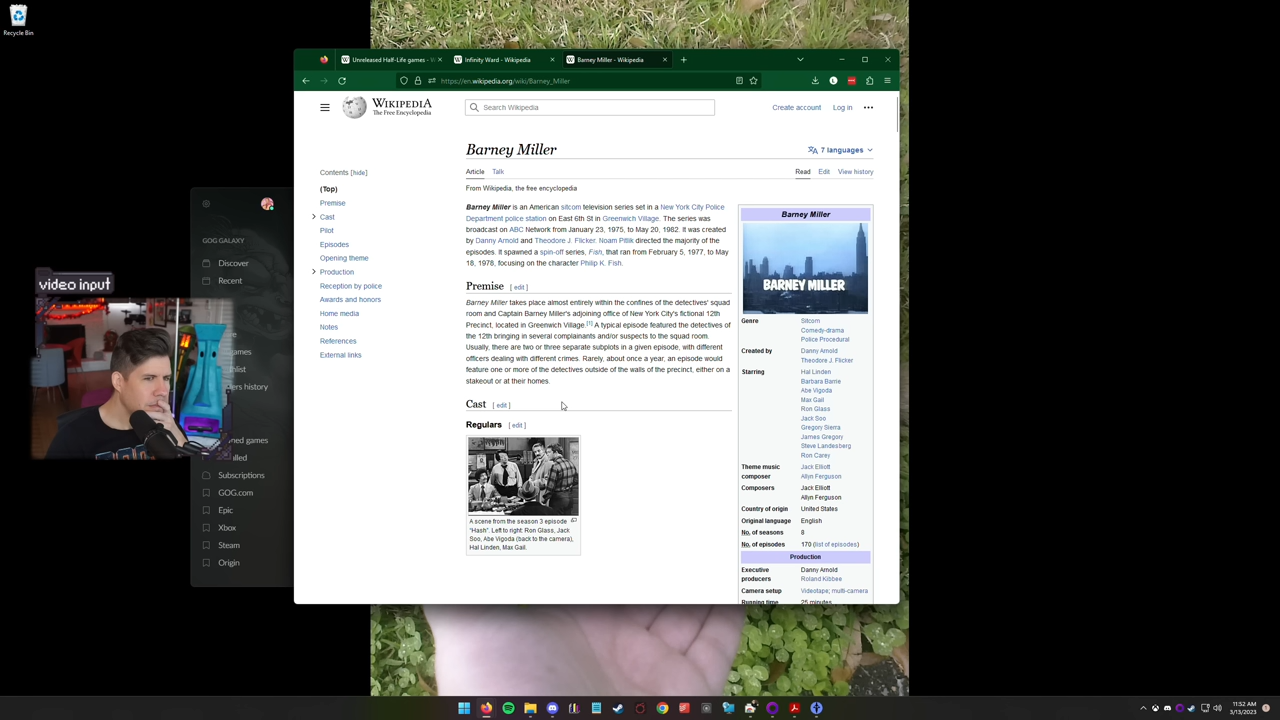 Recycle Bin
Unreleased Half-Life games - 
Infinity Ward - Wikipedia
Barney Miller - Wikipedia
https://en.wikipedia.org/wiki/Barney_Miller
WIKIPEDIA
The Free Encyclopedia
Search Wikipedia
Create account
Log in
Barney Miller
7 languages
Article
Talk
Read
Edit
View history
From Wikipedia, the free encyclopedia
Contents [hide]
(Top)
Premise
Cast
Pilot
Episodes
Opening theme
Production
Reception by police
Awards and honors
Home media
Notes
References
External links
Barney Miller is an American sitcom television series set in a New York City Police
Department police station on East 6th St in Greenwich Village. The series was
broadcast on ABC Network from January 23, 1975, to May 20, 1982. It was created
by Danny Arnold and Theodore J. Flicker. Noam Pitlik directed the majority of the
episodes. It spawned a spin-off series, Fish, that ran from February 5, 1977, to May
18, 1978, focusing on the character Philip K. Fish.
Premise [ edit ]
Barney Miller takes place almost entirely within the confines of the detectives' squad
room and Captain Barney Miller's adjoining office of New York City's fictional 12th
Precinct, located in Greenwich Village.[1] A typical episode featured the detectives of
the 12th bringing in several complainants and/or suspects to the squad room.
Usually, there are two or three separate subplots in a given episode, with different
officers dealing with different crimes. Rarely, about once a year, an episode would
feature one or more of the detectives outside of the walls of the precinct, either on a
stakeout or at their homes.
Cast [ edit ]
Regulars [ edit ]
A scene from the season 3 episode
"Hash". Left to right: Ron Glass, Jack
Soo, Abe Vigoda (back to the camera),
Hal Linden, Max Gail.
Barney Miller
BARNEY MILLER
Genre Sitcom
Comedy-drama
Police Procedural
Created by Danny Arnold
Theodore J. Flicker
Starring Hal Linden
Barbara Barrie
Abe Vigoda
Max Gail
Ron Glass
Jack Soo
Gregory Sierra
James Gregory
Steve Landesberg
Ron Carey
Theme music composer Jack Elliott
Allyn Ferguson
Composers Jack Elliott
Allyn Ferguson
Country of origin United States
Original language English
No. of seasons 8
No. of episodes 170 (list of episodes)
Production
Executive producers Danny Arnold
Roland Kibbee
Camera setup Videotape; multi-camera
Running time 25 minutes
GOG GALAXY
Discover
Recent
video input
Subscriptions
GOG.com
Epic
Xbox
Steam
Origin
11:52 AM
3/13/2023